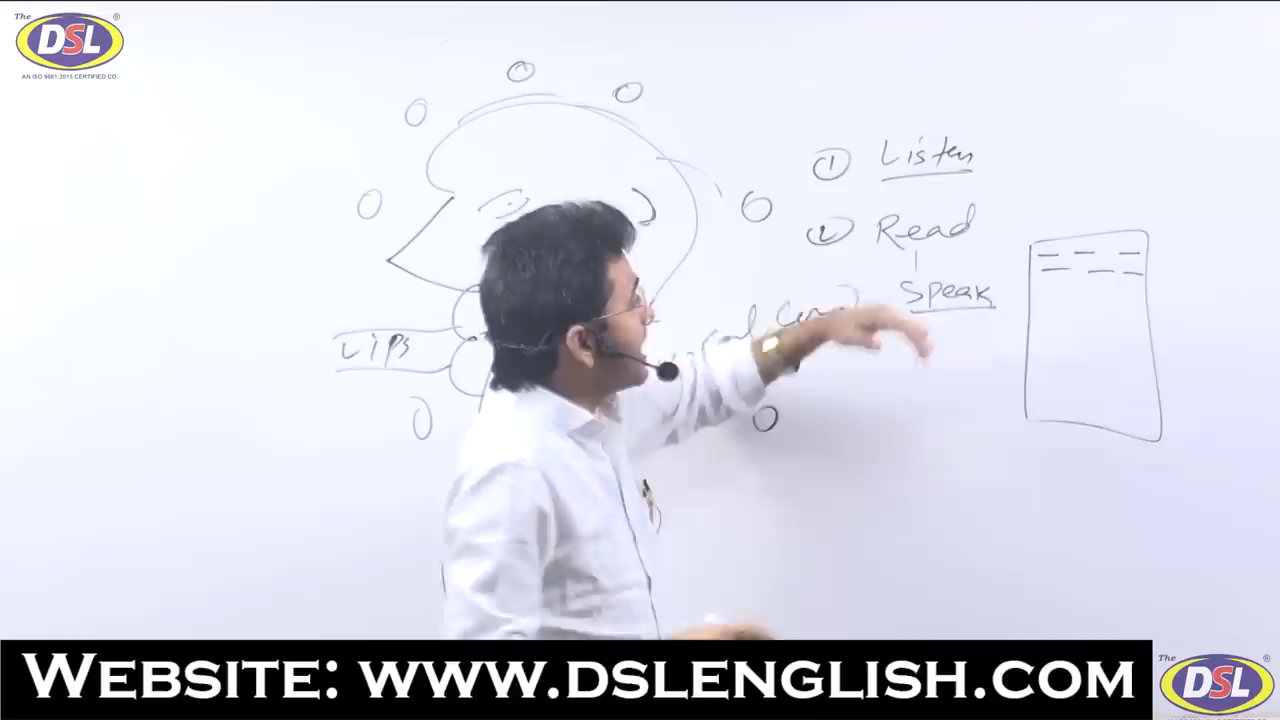 The
DSL
®
AN ISO 9001:2015 CERTIFIED CO.
① Listen
② Read
Speak
Lips
WEBSITE: WWW.DSLENGLISH.COM
The
DSL
®